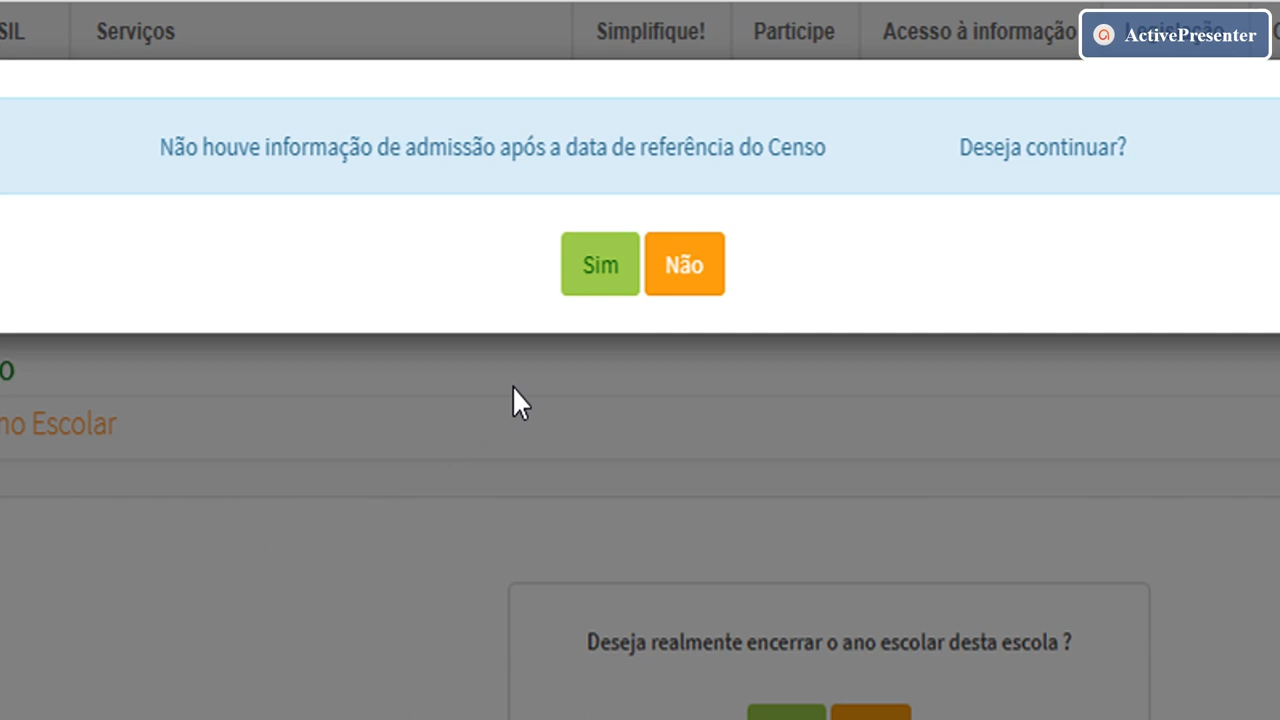 SIL Serviços Simplifique! Participe Acesso à informação
ActivePresenter
Não houve informação de admissão após a data de referência do Censo Deseja continuar?
Sim Não
o
no Escolar
Deseja realmente encerrar o ano escolar desta escola ?